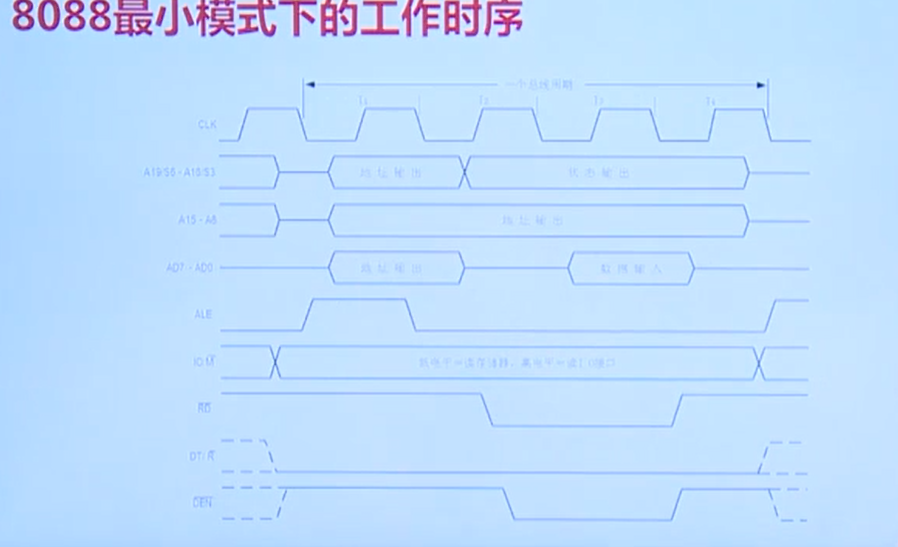 8088最小模式下的工作时序
一个总线周期
T1 T2 T3 T4
CLK
A19/S6 - A16/S3 地址输出 状态输出
A15 - A8 地址输出
AD7 - AD0 地址输出 数据输入
ALE
IO/M 低电平=读存储器,高电平=读I/O接口
RD
DT/R
DEN